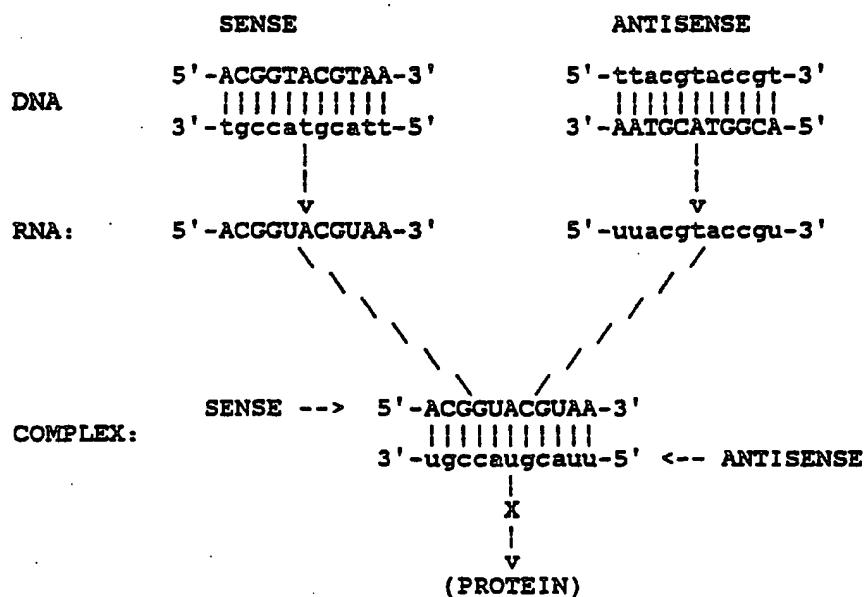 SENSE ANTISENSE
5'-ACGGTACGTAA-3' 5'-ttacgtaccgt-3'
DNA
3'-tgccatgcatt-5' 3'-AATGCATGGCA-5'
v v
RNA: 5'-ACGGUACGUAA-3' 5'-uuacgtaccgu-3'
SENSE --> 5'-ACGGUACGUAA-3'
COMPLEX:
3'-ugccaugcauu-5' <-- ANTISENSE
X
v
(PROTEIN)